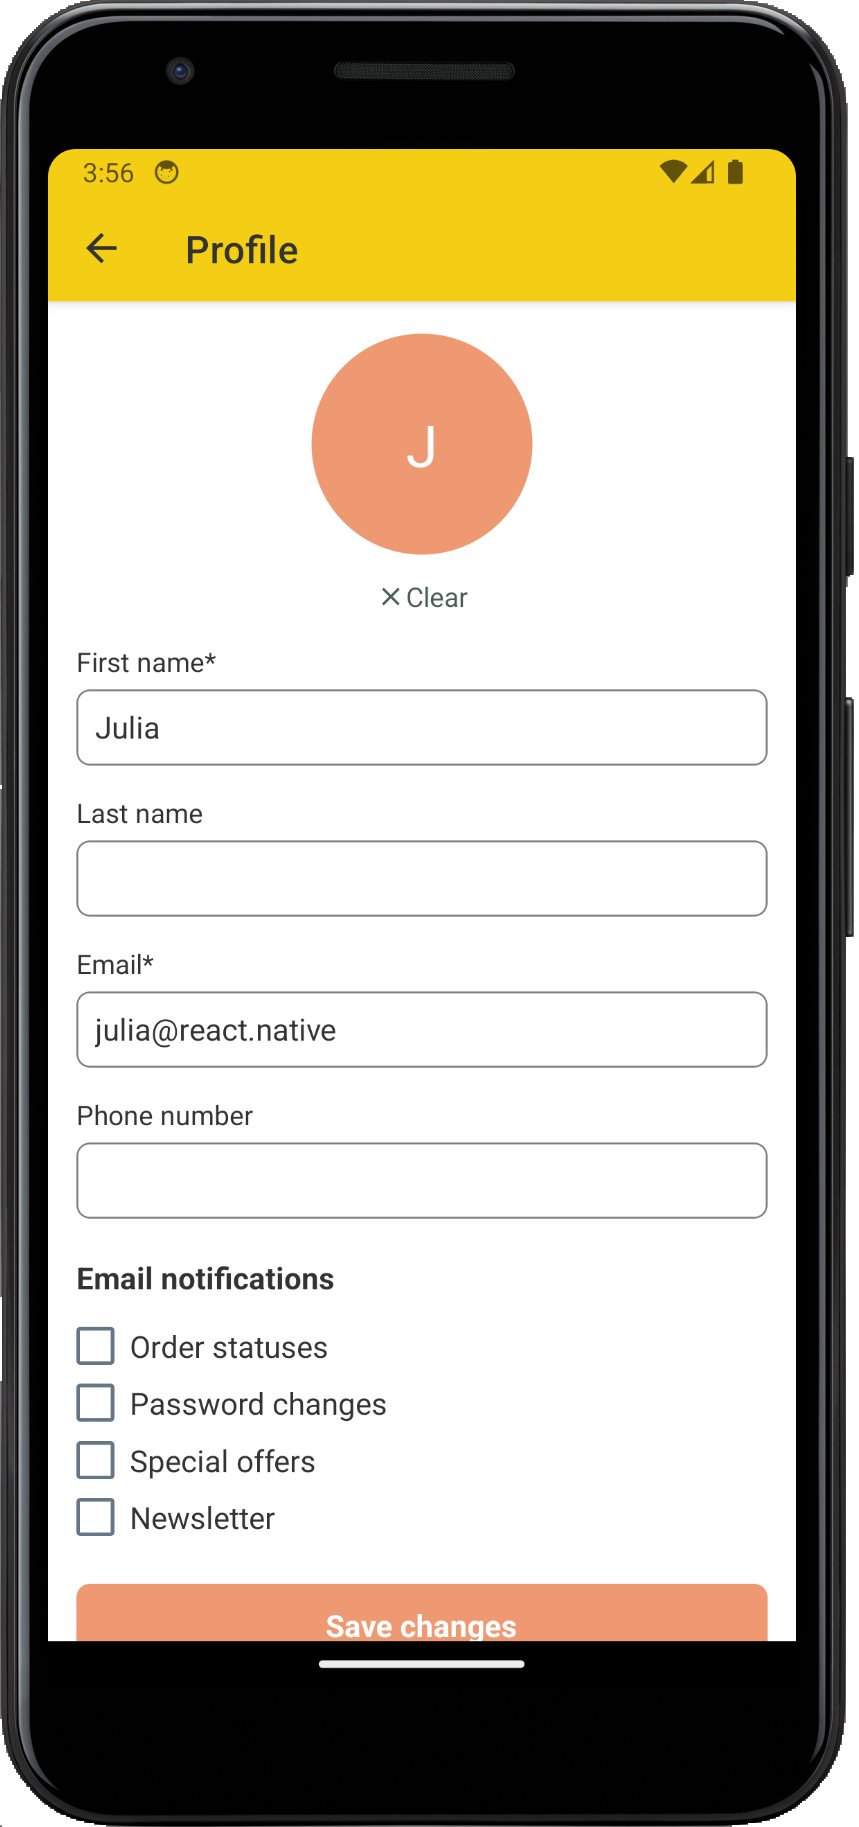 3:56
Profile
J
Clear
First name*
Julia
Last name
Email*
julia@react.native
Phone number
Email notifications
Order statuses
Password changes
Special offers
Newsletter
Save changes